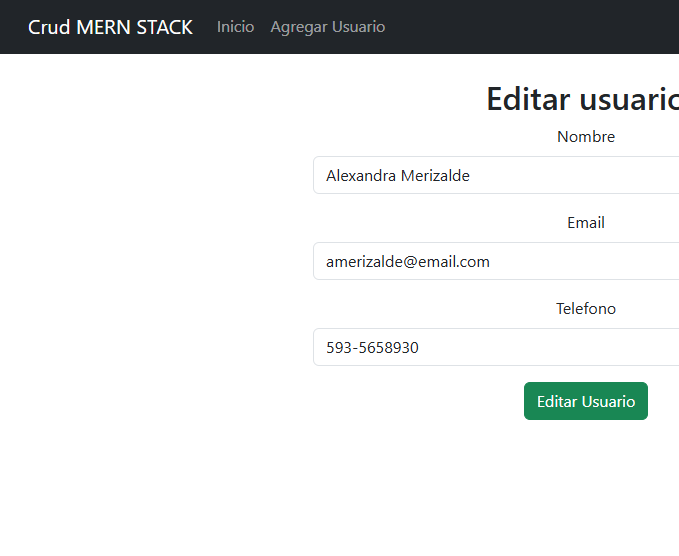 Crud MERN STACK Inicio Agregar Usuario
Editar usuario
Nombre
Alexandra Merizalde
Email
amerizalde@email.com
Telefono
593-5658930
Editar Usuario